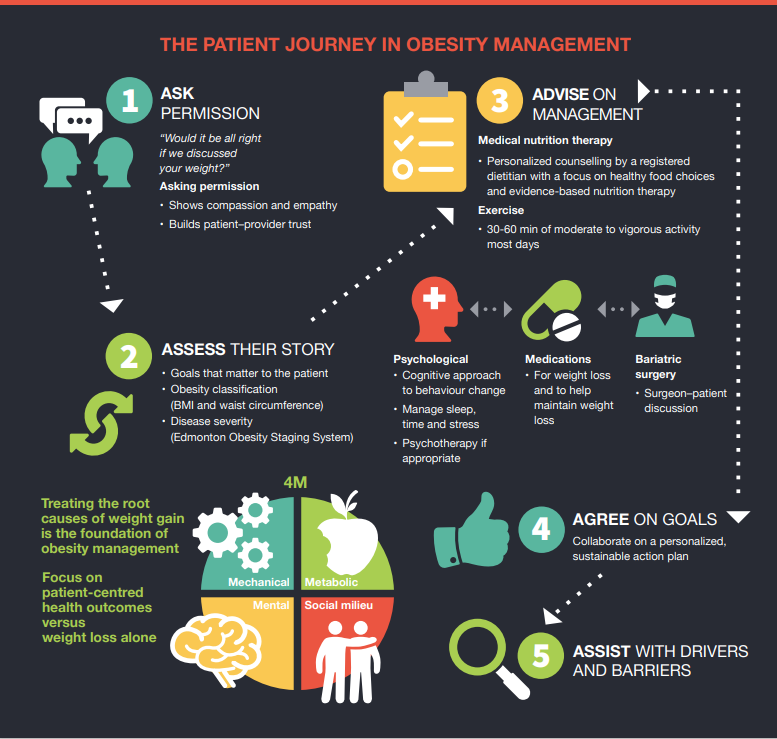 THE PATIENT JOURNEY IN OBESITY MANAGEMENT
1
ASK
PERMISSION
“Would it be all right
if we discussed
your weight?”
Asking permission
• Shows compassion and empathy
• Builds patient–provider trust
2
ASSESS THEIR STORY
• Goals that matter to the patient
• Obesity classification
(BMI and waist circumference)
• Disease severity
(Edmonton Obesity Staging System)
3
ADVISE ON
MANAGEMENT
Medical nutrition therapy
• Personalized counselling by a registered
dietitian with a focus on healthy food choices
and evidence-based nutrition therapy
Exercise
• 30-60 min of moderate to vigorous activity
most days
Psychological
• Cognitive approach
to behaviour change
• Manage sleep,
time and stress
• Psychotherapy if
appropriate
Medications
• For weight loss
and to help
maintain weight
loss
Bariatric
surgery
• Surgeon–patient
discussion
Treating the root
causes of weight gain
is the foundation of
obesity management
Focus on
patient-centred
health outcomes
versus
weight loss alone
4M
Mechanical
Metabolic
Mental
Social milieu
4
AGREE ON GOALS
Collaborate on a personalized,
sustainable action plan
5
ASSIST WITH DRIVERS
AND BARRIERS